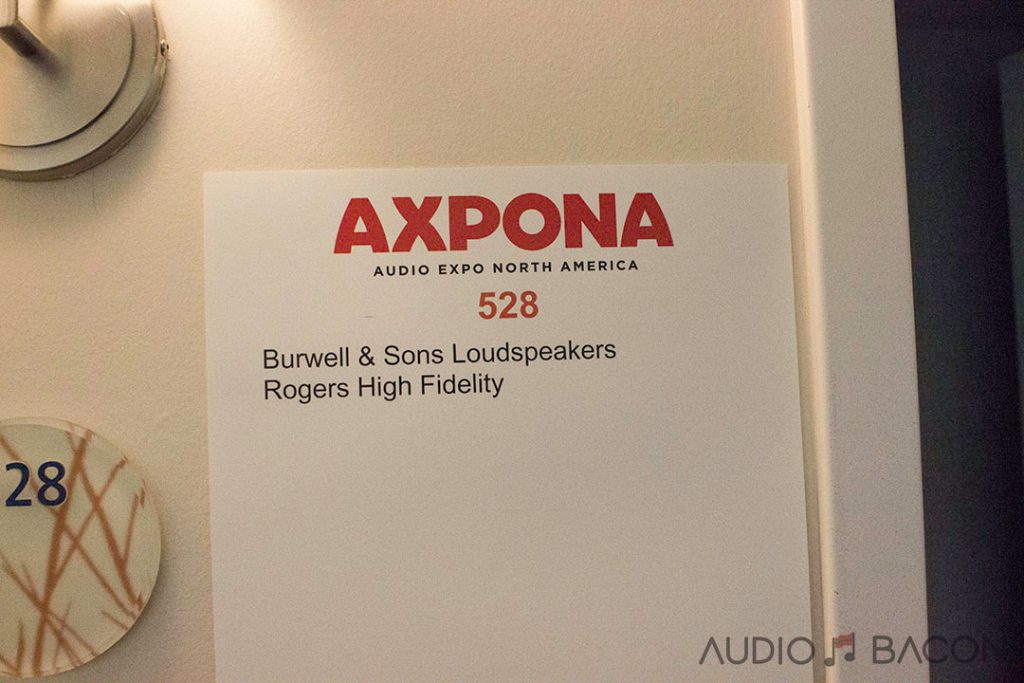 AXPONA
AUDIO EXPO NORTH AMERICA
528
Burwell & Sons Loudspeakers
Rogers High Fidelity
28
AUDIO BACON